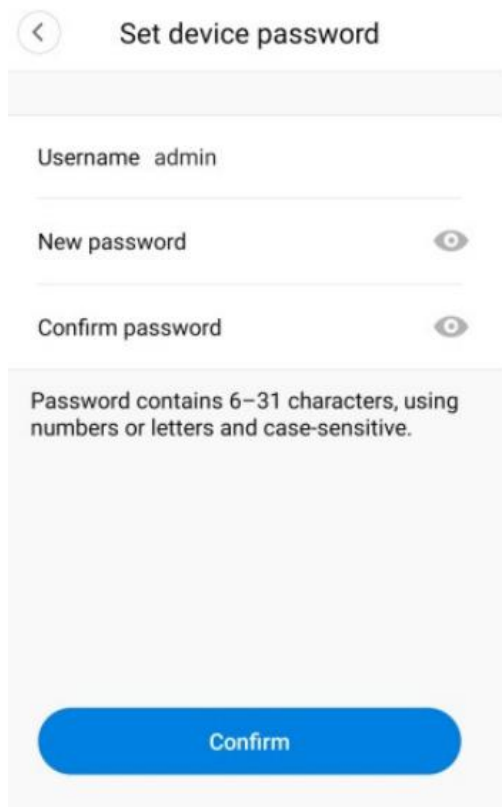 Set device password
Username admin
New password
Confirm password
Password contains 6–31 characters, using
numbers or letters and case-sensitive.
Confirm